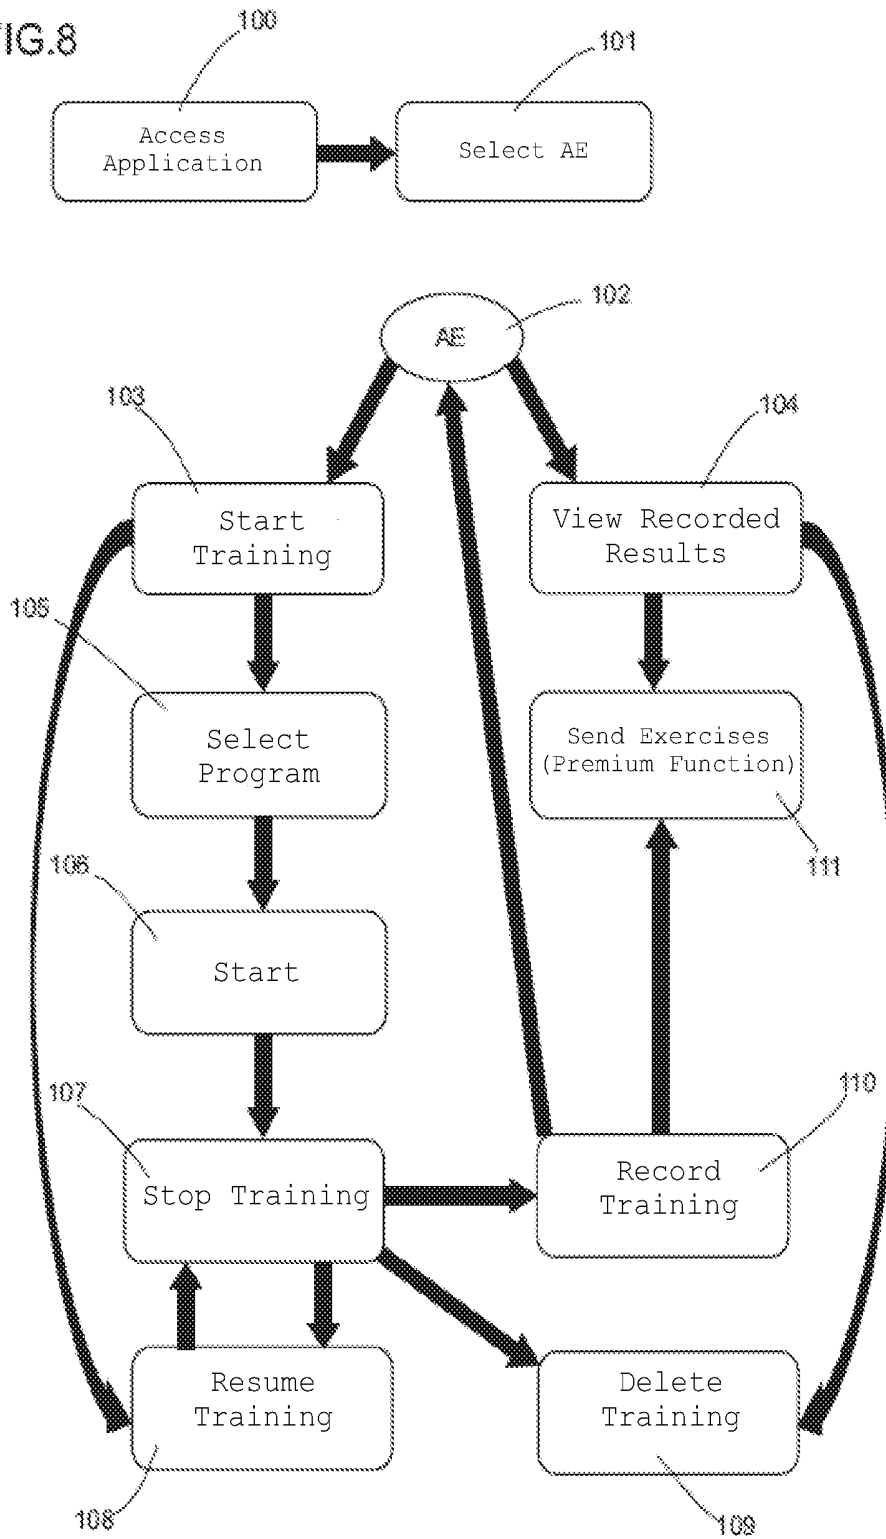 FIG.8
100
101
Access
Application
Select AE
102
AE
103
104
Start
Training
View Recorded
Results
105
Select
Program
Send Exercises
(Premium Function)
106
111
Start
107
110
Stop Training
Record
Training
Resume
Training
Delete
Training
108
109